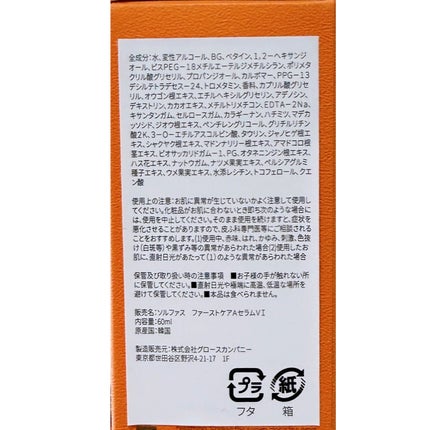 全成分:水、変性アルコール、BG、ベタイン、1, 2-ヘキサンジオ
ール、ビスPEG-18メチルエーテルジメチルシラン、ポリメタ
クリル酸グリセリル、プロパンジオール、カルボマー、PPG-13
デシルテトラデセス-24、トロメタミン、香料、カプリル酸グリセ
リル、オウゴン根エキス、エチルヘキシルグリセリン、アデノシン、
デキストリン、カカオエキス、メチルトリメチコン、EDTA-2Na、
キサンタンガム、セルロースガム、カラギーナン、ハチミツ、マデカ
ッソシド、ジオウ根エキス、ペンチレングリコール、グリチルリチン
酸2K、3-O-エチルアスコルビン酸、タウリン、ジャノヒゲ根エキ
ス、シャクヤク根エキス、マドンナリリー根エキス、アマドコロ根
茎エキス、ビオサッカリドガム-1、PG、オタネニンジン根エキス、
ハス花エキス、ナットウガム、ナツメ果実エキス、ペルシアグルミ
種子エキス、ウメ果実エキス、水添レシチン、トコフェロール、クエ
ン酸
使用上の注意:お肌に異常が生じていないかよく注意して使用し
てください。化粧品がお肌に合わないとき即ち次のような場合に
は、使用を中止してください。そのまま使用を続けますと、症状を
悪化させることがありますので、皮ふ科専門医等にご相談される
ことをおすすめします。(1)使用中、赤味、はれ、かゆみ、刺激、色抜
け(白斑等)や黒ずみ等の異常があらわれた場合(2)使用したお
肌に、直射日光があたって(1)のような異常があらわれた場合
保管及び取り扱い時の注意:■お子様の手が触れない所
に保管してください。■直射日光や極端に高温、低温な場所を
避けて保管してください。■本品は食べられません。
販売名:ソルファス ファーストケアAセラムVI
内容量:60ml
原産国:韓国
製造販売元:株式会社グロースカンパニー
東京都世田谷区野沢4-21-17 1F
プラ 紙
フタ 箱